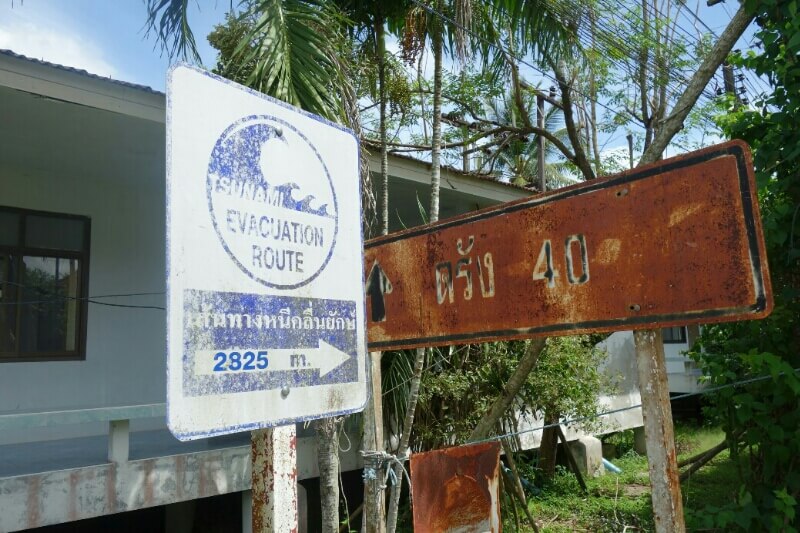 TSUNAMI
EVACUATION
ROUTE
เส้นทางหนีคลื่นยักษ์
2825 m.
ตรัง 40